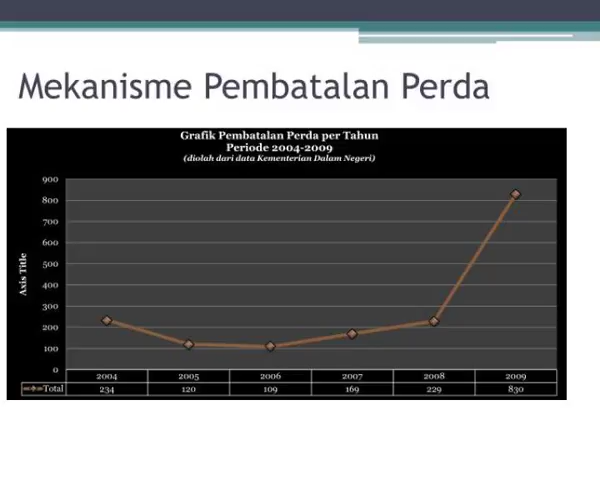 Mekanisme Pembatalan Perda
Grafik Pembatalan Perda per Tahun
Periode 2004-2009
(diolah dari data Kementerian Dalam Negeri)
900
800
700
600
500
400
300
200
100
0
Axis Title
2004 2005 2006 2007 2008 2009
Total 234 120 109 169 229 830